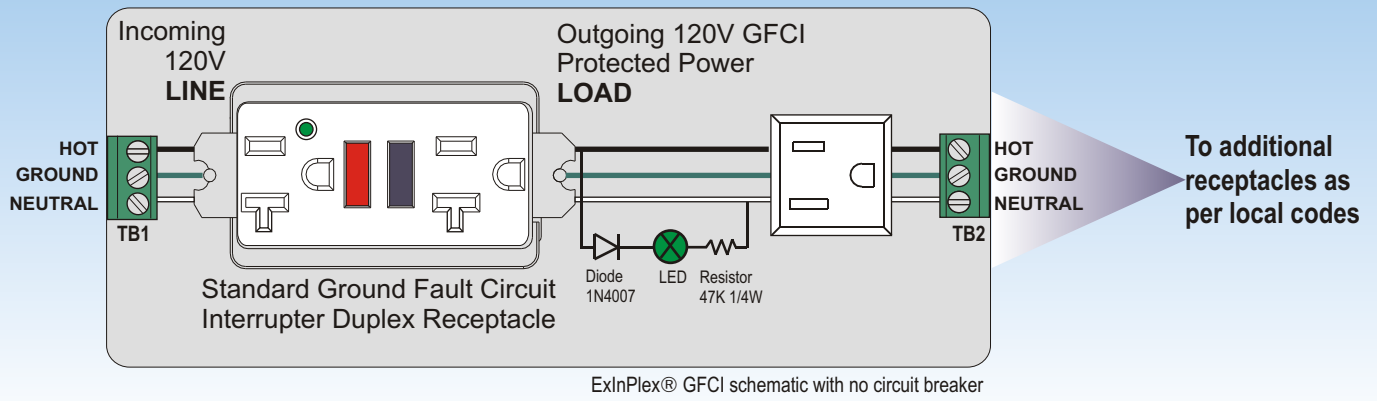 Incoming
120V
LINE
Outgoing 120V GFCI
Protected Power
LOAD
HOT
GROUND
NEUTRAL
TB1
HOT
GROUND
NEUTRAL
TB2
To additional
receptacles as
per local codes
Diode
1N4007
LED
Resistor
47K 1/4W
Standard Ground Fault Circuit
Interrupter Duplex Receptacle
ExInPlex® GFCI schematic with no circuit breaker